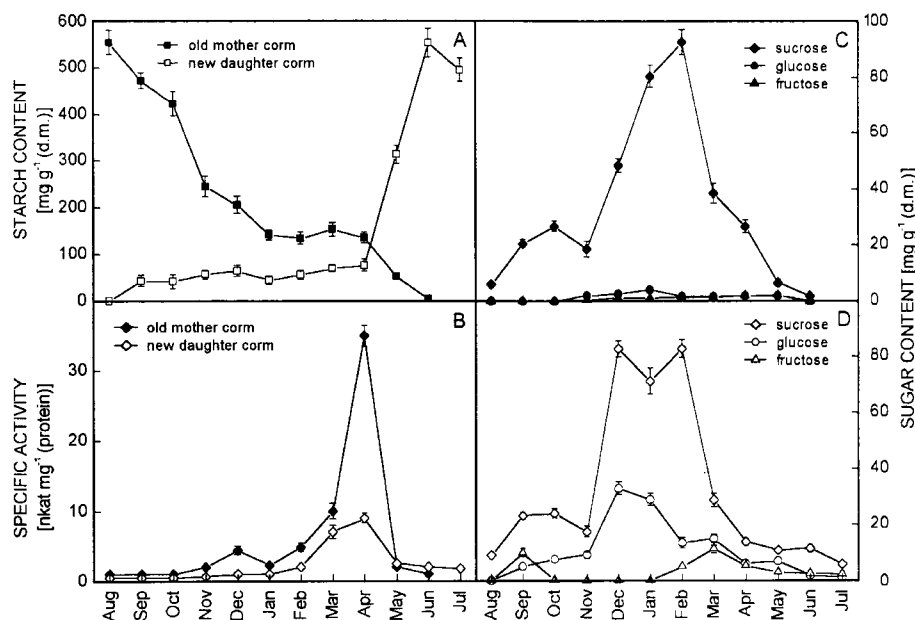 STARCH CONTENT
[mg g⁻¹ (d.m.)]
600
500
400
300
200
100
0
old mother corm
new daughter corm
A
C
sucrose
glucose
fructose
100
80
60
40
20
0
SPECIFIC ACTIVITY
[nkat mg⁻¹ (protein)]
30
20
10
0
old mother corm
new daughter corm
B
D
sucrose
glucose
fructose
80
60
40
20
0
SUGAR CONTENT [mg g⁻¹ (d.m.)]
Aug Sep Oct Nov Dec Jan Feb Mar Apr May Jun Jul
Aug Sep Oct Nov Dec Jan Feb Mar Apr May Jun Jul